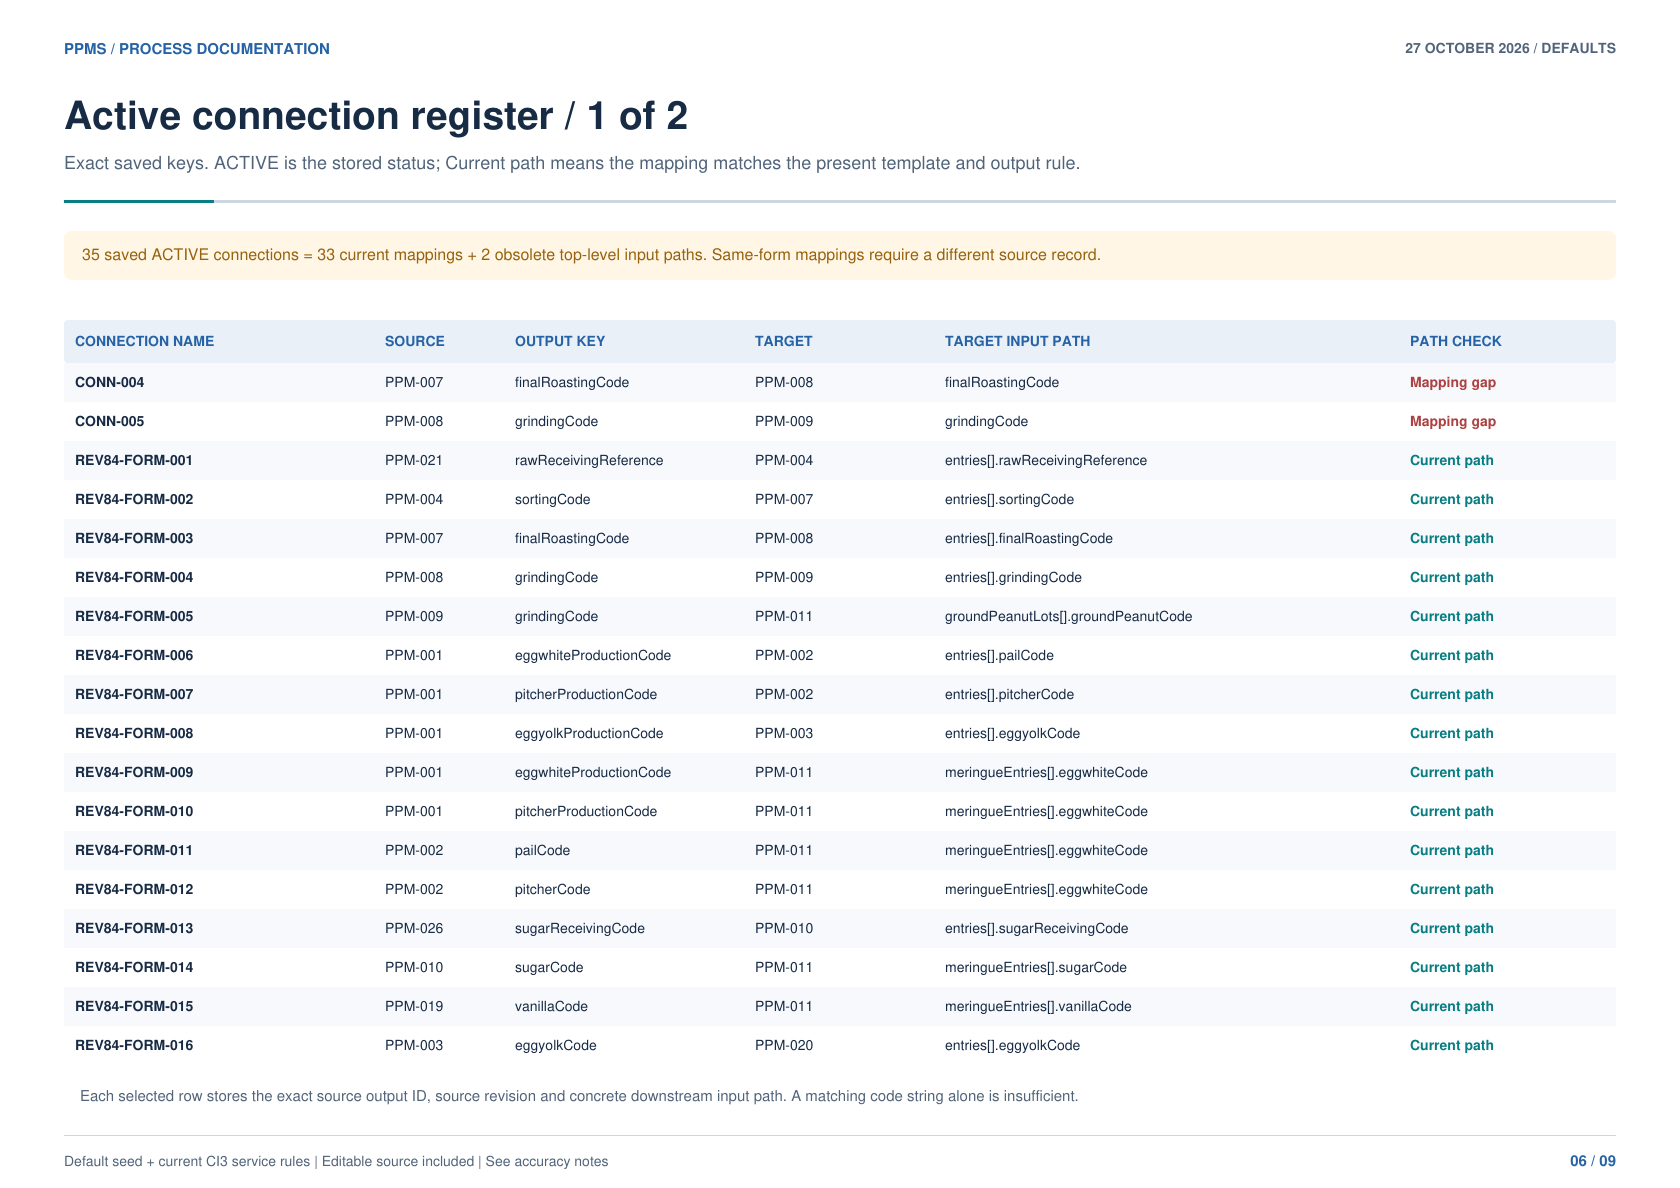 PPMS / PROCESS DOCUMENTATION
27 OCTOBER 2026 / DEFAULTS
Active connection register / 1 of 2
Exact saved keys. ACTIVE is the stored status; Current path means the mapping matches the present template and output rule.
35 saved ACTIVE connections = 33 current mappings + 2 obsolete top-level input paths. Same-form mappings require a different source record.
CONNECTION NAME SOURCE OUTPUT KEY TARGET TARGET INPUT PATH PATH CHECK
CONN-004 PPM-007 finalRoastingCode PPM-008 finalRoastingCode Mapping gap
CONN-005 PPM-008 grindingCode PPM-009 grindingCode Mapping gap
REV84-FORM-001 PPM-021 rawReceivingReference PPM-004 entries[].rawReceivingReference Current path
REV84-FORM-002 PPM-004 sortingCode PPM-007 entries[].sortingCode Current path
REV84-FORM-003 PPM-007 finalRoastingCode PPM-008 entries[].finalRoastingCode Current path
REV84-FORM-004 PPM-008 grindingCode PPM-009 entries[].grindingCode Current path
REV84-FORM-005 PPM-009 grindingCode PPM-011 groundPeanutLots[].groundPeanutCode Current path
REV84-FORM-006 PPM-001 eggwhiteProductionCode PPM-002 entries[].pailCode Current path
REV84-FORM-007 PPM-001 pitcherProductionCode PPM-002 entries[].pitcherCode Current path
REV84-FORM-008 PPM-001 eggyolkProductionCode PPM-003 entries[].eggyolkCode Current path
REV84-FORM-009 PPM-001 eggwhiteProductionCode PPM-011 meringueEntries[].eggwhiteCode Current path
REV84-FORM-010 PPM-001 pitcherProductionCode PPM-011 meringueEntries[].eggwhiteCode Current path
REV84-FORM-011 PPM-002 pailCode PPM-011 meringueEntries[].eggwhiteCode Current path
REV84-FORM-012 PPM-002 pitcherCode PPM-011 meringueEntries[].eggwhiteCode Current path
REV84-FORM-013 PPM-026 sugarReceivingCode PPM-010 entries[].sugarReceivingCode Current path
REV84-FORM-014 PPM-010 sugarCode PPM-011 meringueEntries[].sugarCode Current path
REV84-FORM-015 PPM-019 vanillaCode PPM-011 meringueEntries[].vanillaCode Current path
REV84-FORM-016 PPM-003 eggyolkCode PPM-020 entries[].eggyolkCode Current path
Each selected row stores the exact source output ID, source revision and concrete downstream input path. A matching code string alone is insufficient.
Default seed + current CI3 service rules | Editable source included | See accuracy notes
06 / 09